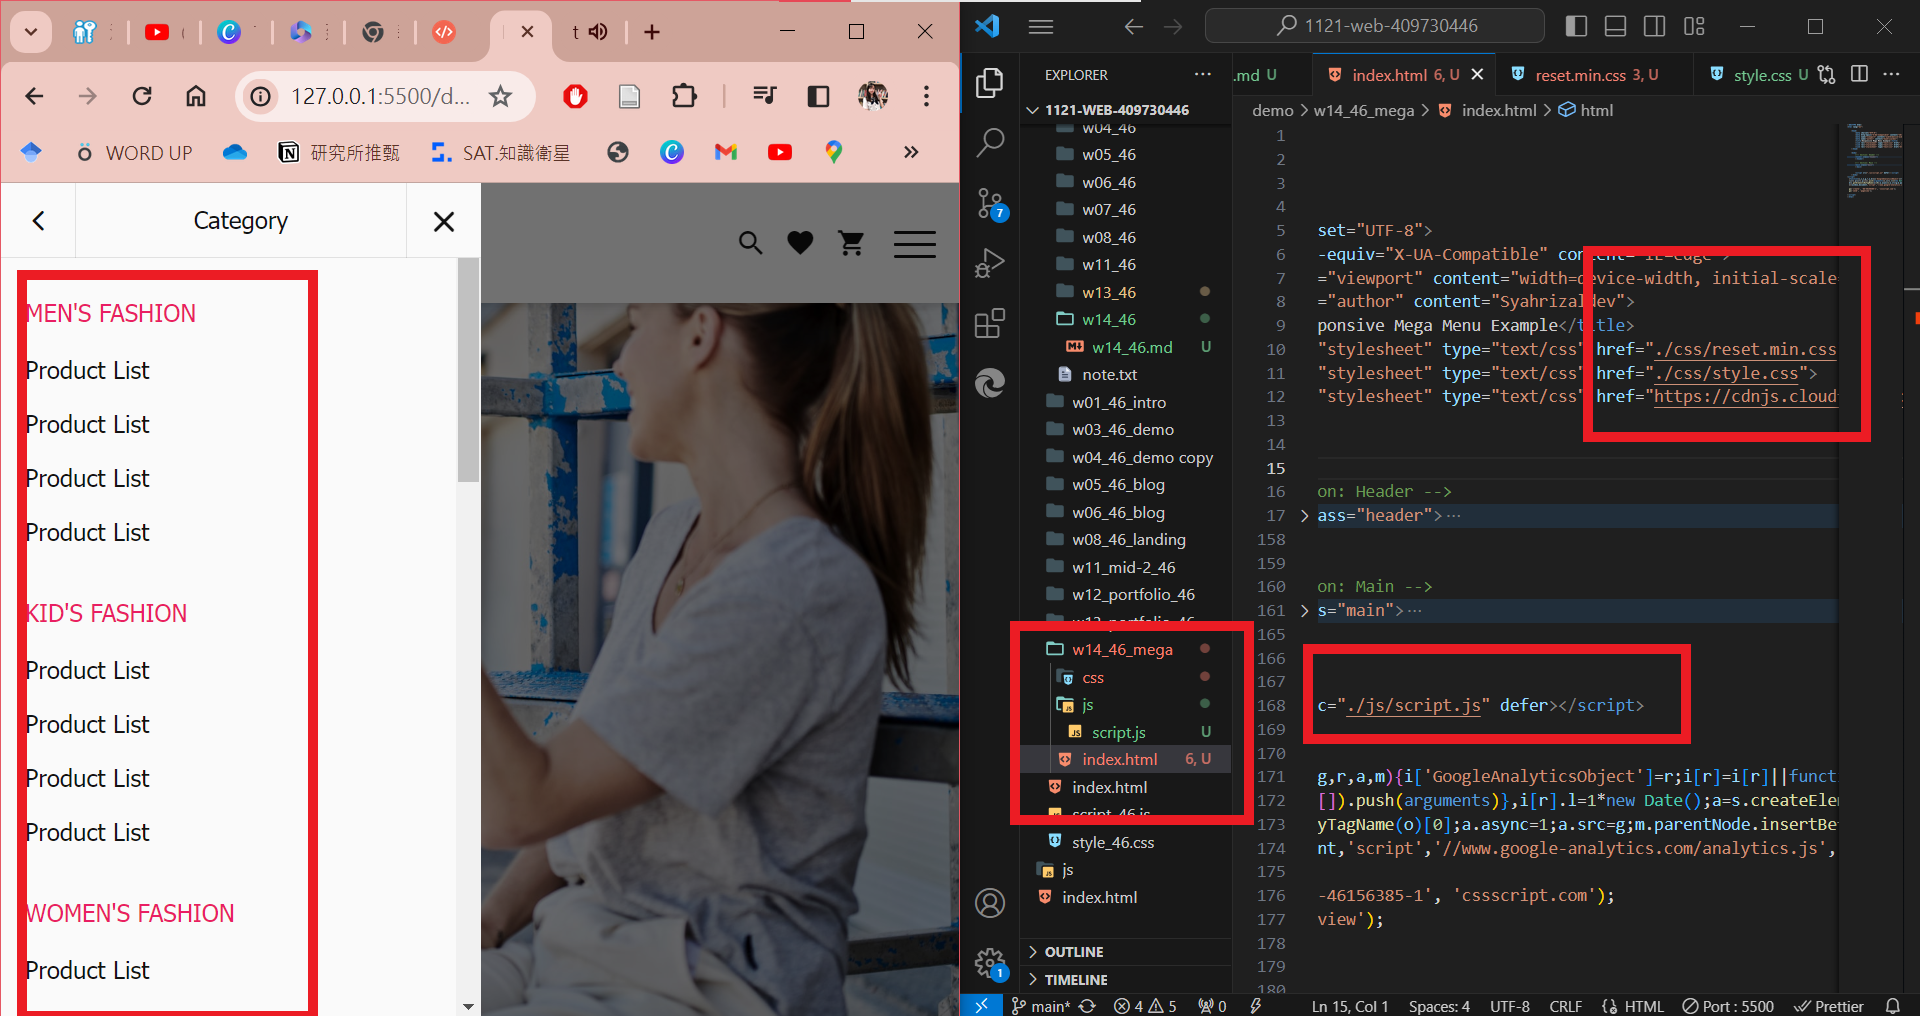 t
127.0.0.1:5500/d...
WORD UP
研究所推甄
SAT.知識衛星
Category
MEN'S FASHION
Product List
Product List
Product List
Product List
KID'S FASHION
Product List
Product List
Product List
Product List
WOMEN'S FASHION
Product List
1121-web-409730446
EXPLORER
1121-WEB-409730446
w04_46
w05_46
w06_46
w07_46
w08_46
w11_46
w13_46
w14_46
w14_46.md U
note.txt
w01_46_intro
w03_46_demo
w04_46_demo copy
w05_46_blog
w06_46_blog
w08_46_landing
w11_mid-2_46
w12_portfolio_46
w13_portfolio_46
w14_46_mega
css
js
script.js U
index.html 6, U
index.html
script_46.js
style_46.css
js
index.html
OUTLINE
TIMELINE
7
1
.md U
index.html 6, U
reset.min.css 3, U
style.css U
demo > w14_46_mega > index.html > html
1
2
3
4
5 set="UTF-8">
6 -equiv="X-UA-Compatible" content="IE=edge">
7 ="viewport" content="width=device-width, initial-scale
8 ="author" content="Syahrizaldev">
9 ponsive Mega Menu Example</title>
10 "stylesheet" type="text/css" href="./css/reset.min.css
11 "stylesheet" type="text/css" href="./css/style.css">
12 "stylesheet" type="text/css" href="https://cdnjs.cloud
13
14
15
16 on: Header -->
17 ass="header">…
158
159
160 on: Main -->
161 s="main">…
165
166
167
168 c="./js/script.js" defer></script>
169
170
171 g,r,a,m){i['GoogleAnalyticsObject']=r;i[r]=i[r]||funct
172 []).push(arguments)},i[r].l=1*new Date();a=s.createEle
173 yTagName(o)[0];a.async=1;a.src=g;m.parentNode.insertBe
174 nt,'script','//www.google-analytics.com/analytics.js',
175
176 -46156385-1', 'cssscript.com');
177 view');
178
179
180
main* 4 5 0 Ln 15, Col 1 Spaces: 4 UTF-8 CRLF HTML Port : 5500 Prettier